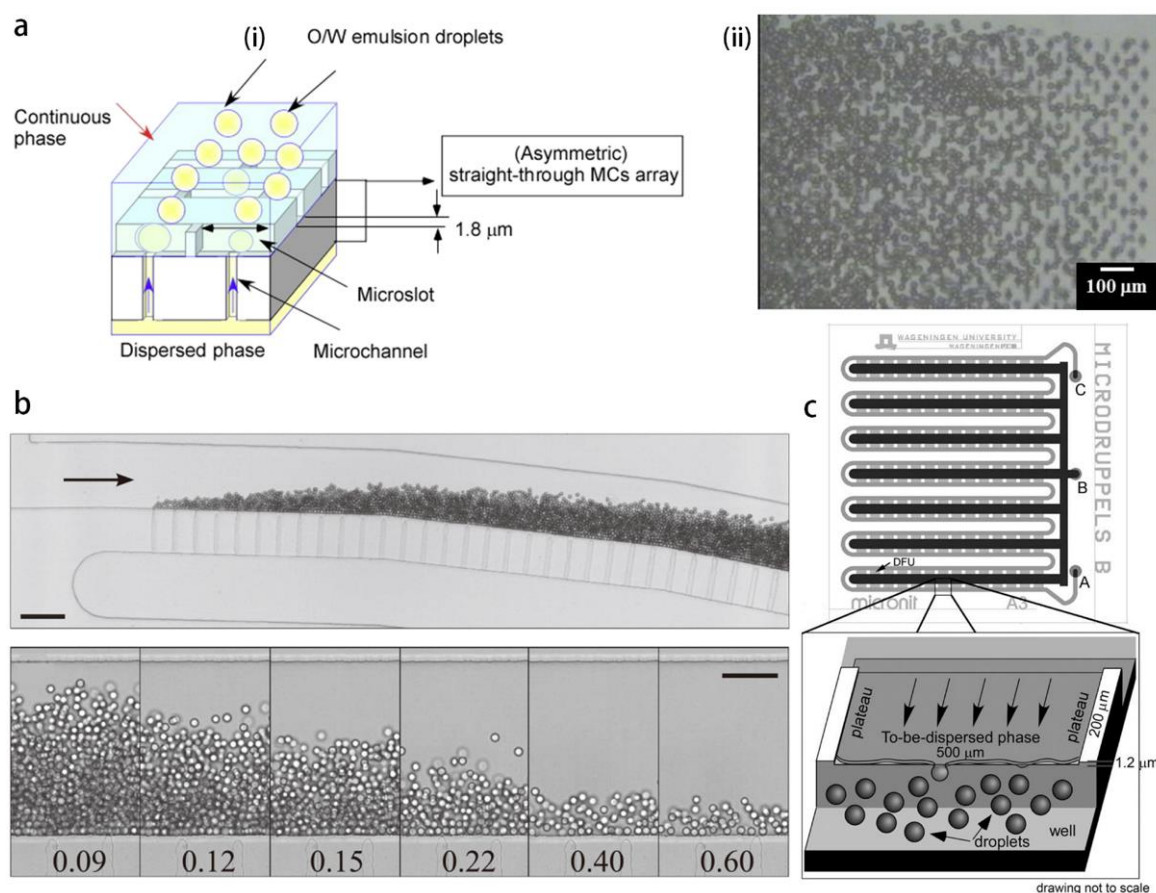 a
(i)
O/W emulsion droplets
Continuous
phase
(Asymmetric)
straight-through MCs array
1.8 μm
Microslot
Microchannel
Dispersed phase
(ii)
100 μm
b
0.09
0.12
0.15
0.22
0.40
0.60
c
WAGENINGEN UNIVERSITY
WAGENINGEN UR
MICRODRUPPELS B
C
B
A
DFU
micronit
A3
plateau
To-be-dispersed phase
500 μm
plateau
200 μm
1.2 μm
droplets
well
drawing not to scale